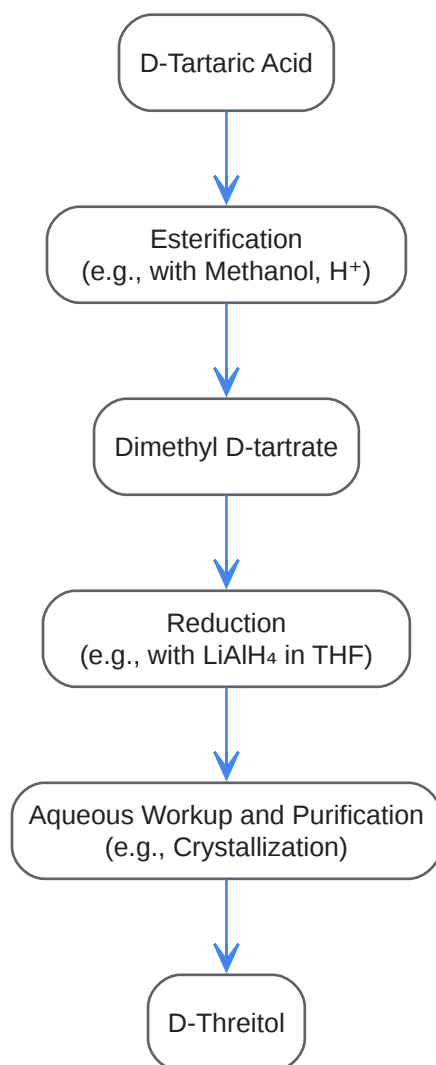 D-Tartaric Acid
Esterification
(e.g., with Methanol, H⁺)
Dimethyl D-tartrate
Reduction
(e.g., with LiAlH₄ in THF)
Aqueous Workup and Purification
(e.g., Crystallization)
D-Threitol